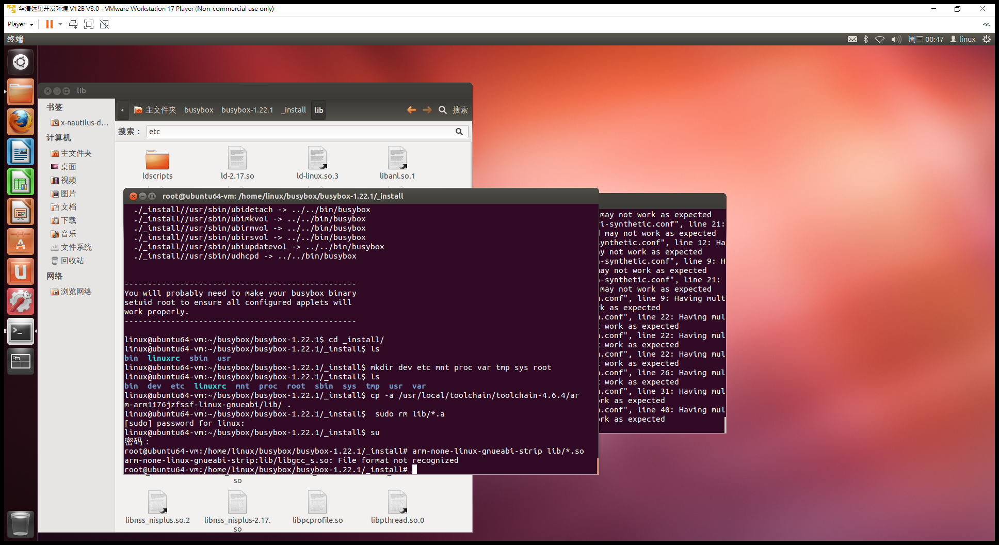 华清远见开发环境 V12B V3.0 - VMware Workstation 17 Player (Non-commercial use only)
Player
终端
周三 00:47
linux
lib
书签
x-nautilus-d...
计算机
主文件夹
桌面
视频
图片
文档
下载
音乐
文件系统
回收站
网络
浏览网络
主文件夹 busybox busybox-1.22.1 _install lib
搜索
搜索： etc
ldscripts
ld-2.17.so
ld-linux.so.3
libanl.so.1
root@ubuntu64-vm: /home/linux/busybox/busybox-1.22.1/_install
./_install//usr/sbin/ubidetach -> ../../bin/busybox
./_install//usr/sbin/ubimkvol -> ../../bin/busybox
./_install//usr/sbin/ubirmvol -> ../../bin/busybox
./_install//usr/sbin/ubirsvol -> ../../bin/busybox
./_install//usr/sbin/ubiupdatevol -> ../../bin/busybox
./_install//usr/sbin/udhcpd -> ../../bin/busybox
--------------------------------------------------
You will probably need to make your busybox binary
setuid root to ensure all configured applets will
work properly.
--------------------------------------------------
linux@ubuntu64-vm:~/busybox/busybox-1.22.1$ cd _install/
linux@ubuntu64-vm:~/busybox/busybox-1.22.1/_install$ ls
bin linuxrc sbin usr
linux@ubuntu64-vm:~/busybox/busybox-1.22.1/_install$ mkdir dev etc mnt proc var tmp sys root
linux@ubuntu64-vm:~/busybox/busybox-1.22.1/_install$ ls
bin dev etc linuxrc mnt proc root sbin sys tmp usr var
linux@ubuntu64-vm:~/busybox/busybox-1.22.1/_install$ cp -a /usr/local/toolchain/toolchain-4.6.4/ar
m-arm1176jzfssf-linux-gnueabi/lib/ .
linux@ubuntu64-vm:~/busybox/busybox-1.22.1/_install$ sudo rm lib/*.a
[sudo] password for linux:
linux@ubuntu64-vm:~/busybox/busybox-1.22.1/_install$ su
密码：
root@ubuntu64-vm:/home/linux/busybox/busybox-1.22.1/_install# arm-none-linux-gnueabi-strip lib/*.so
arm-none-linux-gnueabi-strip:lib/libgcc_s.so: File format not recognized
root@ubuntu64-vm:/home/linux/busybox/busybox-1.22.1/_install#
may not work as expected
i-synthetic.conf", line 21:
may not work as expected
ynthetic.conf", line 12: Ha
y not work as expected
-synthetic.conf", line 9: H
ay not work as expected
-synthetic.conf", line 21:
may not work as expected
.conf", line 9: Having mult
k as expected
.conf", line 22: Having mul
work as expected
.conf", line 22: Having mul
work as expected
.conf", line 22: Having mul
work as expected
.conf", line 26: Having mul
work as expected
.conf", line 31: Having mul
rk as expected
.conf", line 40: Having mul
rk as expected
so
libnss_nisplus.so.2
libnss_nisplus-2.17.
so
libpcprofile.so
libpthread.so.0